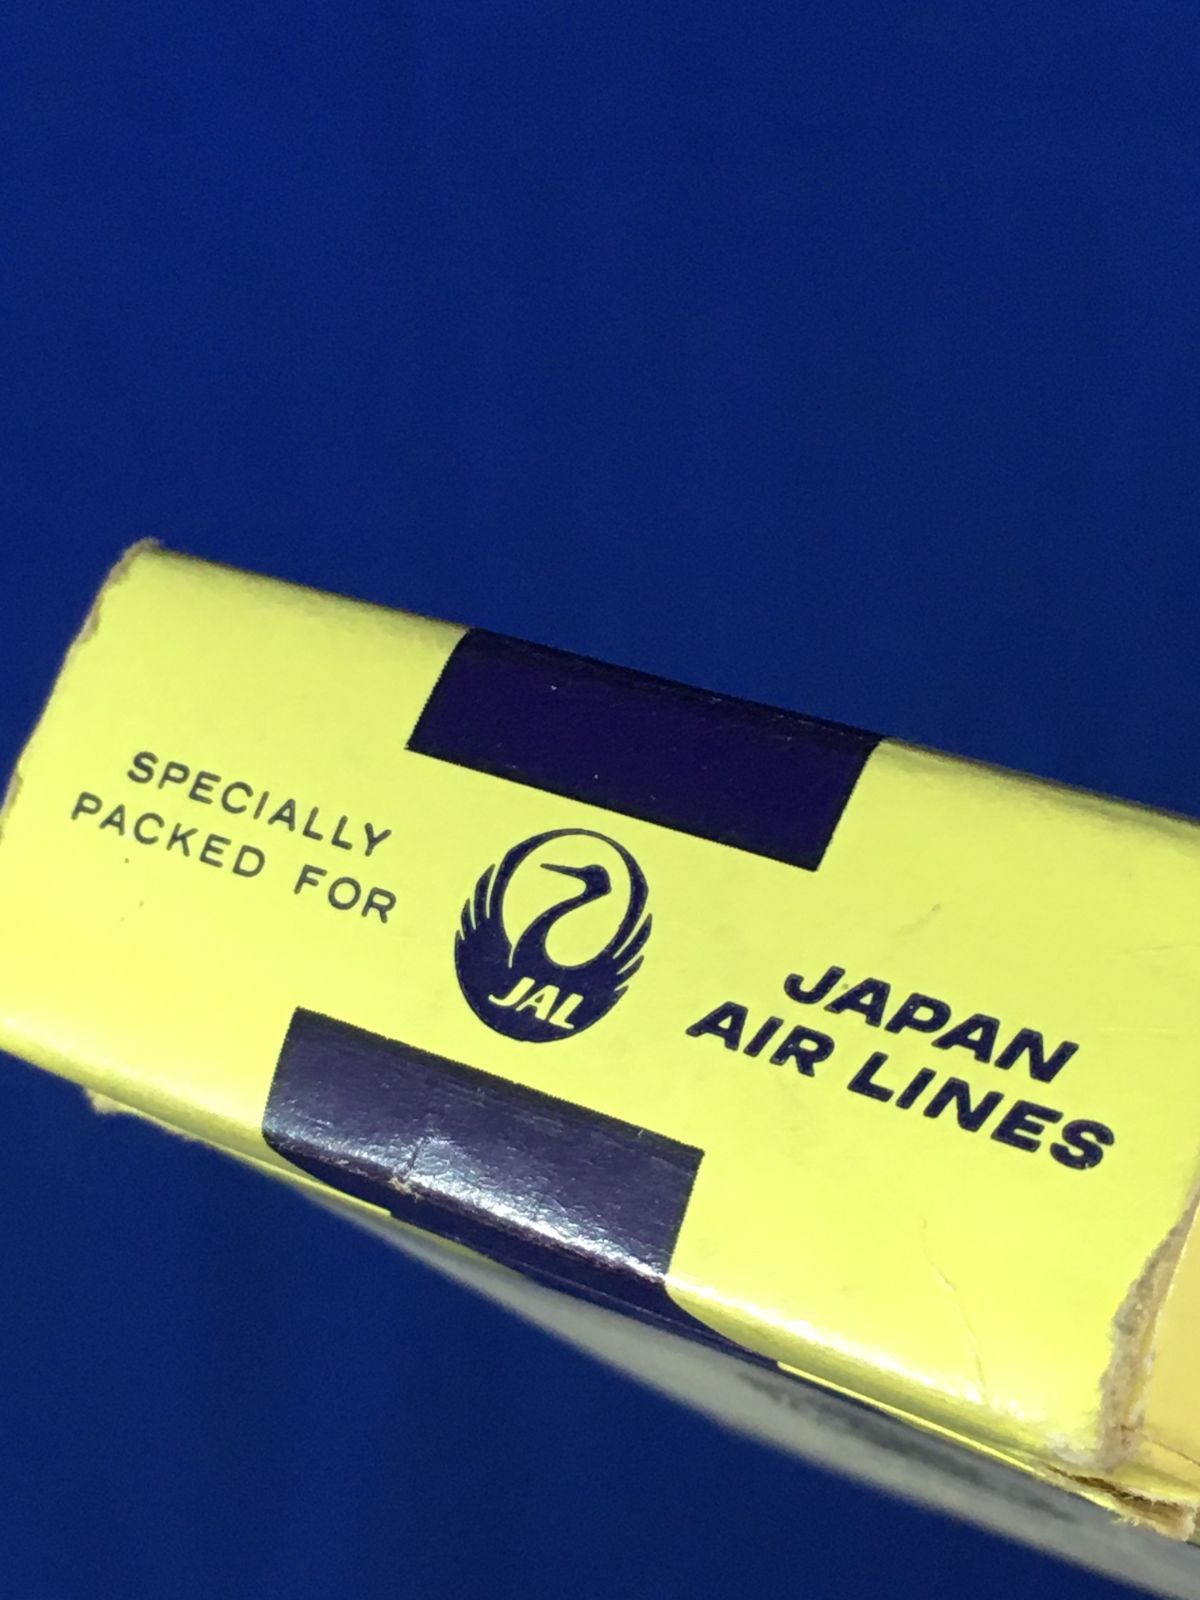 SPECIALLY
PACKED FOR
JAL
JAPAN
AIR LINES